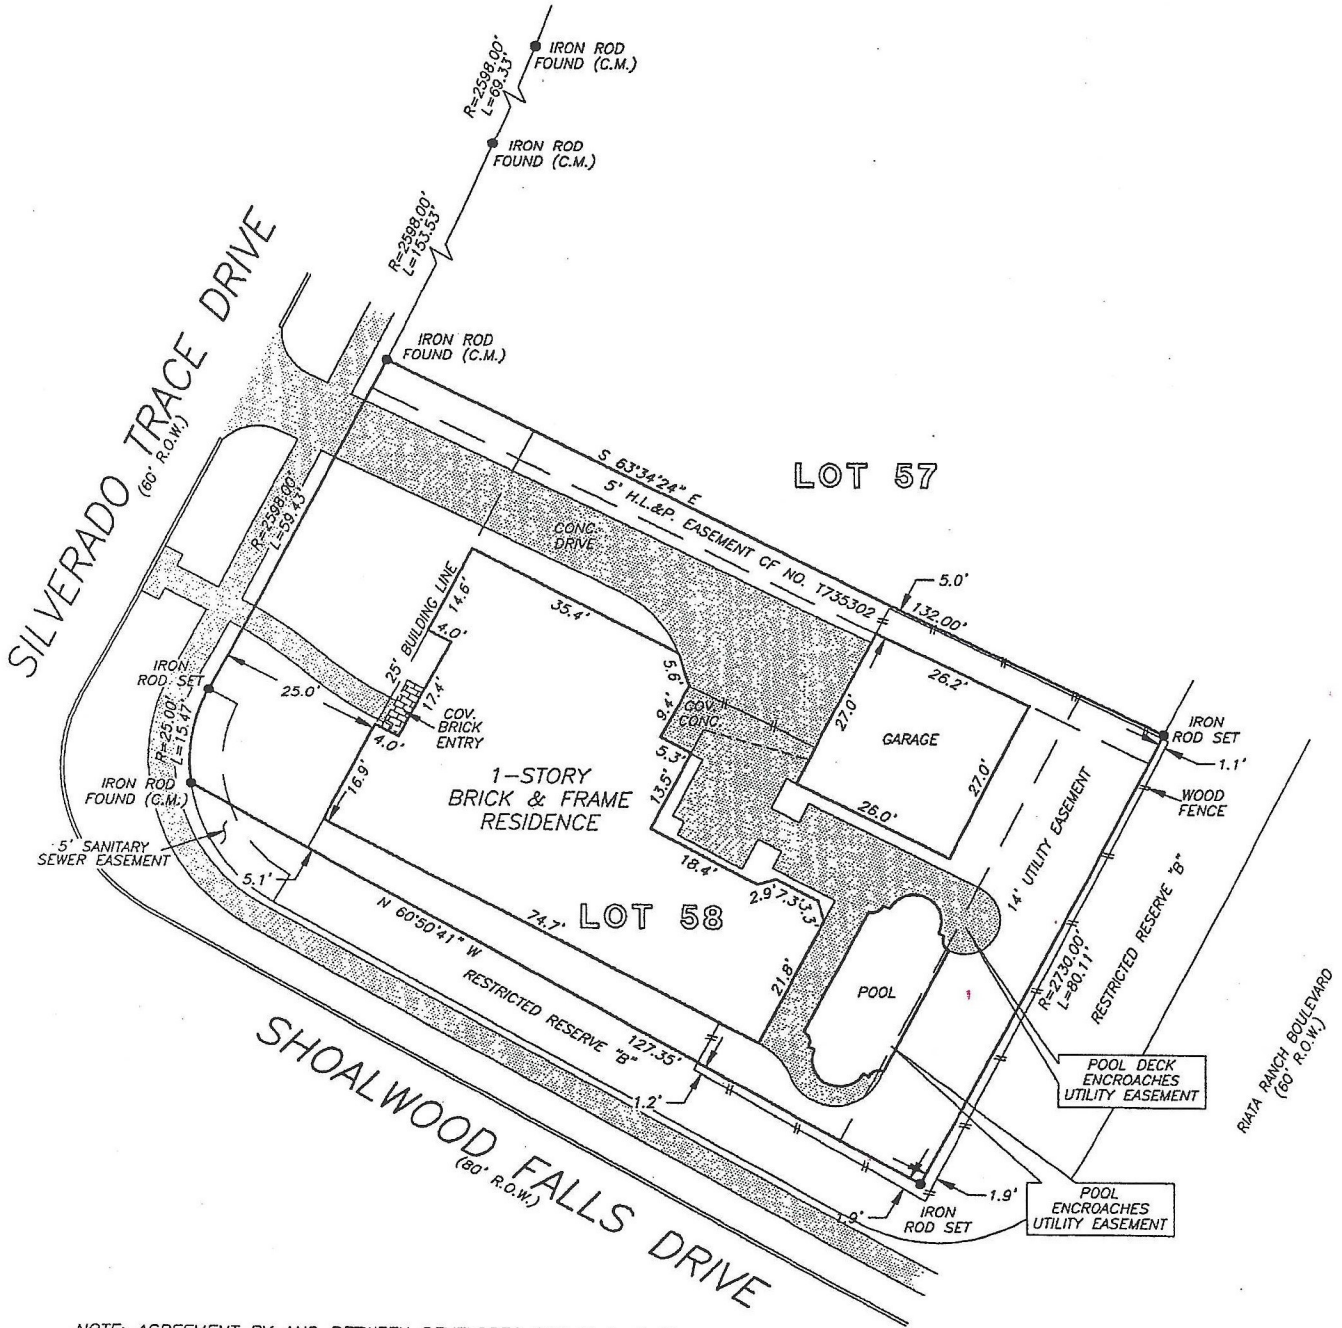 R=2598.00'
L=69.33'
IRON ROD
FOUND (C.M.)
IRON ROD
FOUND (C.M.)
R=2598.00'
L=153.53'
SILVERADO TRACE DRIVE
(60' R.O.W.)
IRON ROD
FOUND (C.M.)
LOT 57
S 63°34'24" E
5' H.L.&P. EASEMENT CF NO. T735302
5.0'
132.00'
R=2598.00'
L=59.43'
CONC.
DRIVE
25' BUILDING LINE
14.6'
35.4'
4.0'
26.2'
IRON
ROD SET
25.0'
17.4'
5.6'
9.4'
COV.
CONC.
27.0'
GARAGE
IRON
ROD SET
1.1'
COV.
BRICK
ENTRY
4.0'
R=25.00'
L=15.47'
5.3'
13.5'
27.0'
26.0'
WOOD
FENCE
IRON ROD
FOUND (C.M.)
16.9'
1-STORY
BRICK & FRAME
RESIDENCE
14' UTILITY EASEMENT
5' SANITARY
SEWER EASEMENT
5.1'
18.4'
2.9'
7.3'
3.3'
RESTRICTED RESERVE "B"
N 60°50'41" W
74.7'
LOT 58
21.8'
POOL
R=2730.00'
L=80.11'
RESTRICTED RESERVE "B"
127.35'
RIATA RANCH BOULEVARD
(60' R.O.W.)
SHOALWOOD FALLS DRIVE
(80' R.O.W.)
1.2'
POOL DECK
ENCROACHES
UTILITY EASEMENT
1.9'
1.9'
IRON
ROD SET
POOL
ENCROACHES
UTILITY EASEMENT
NOTE: AGREEMENT BY AND BETWEEN